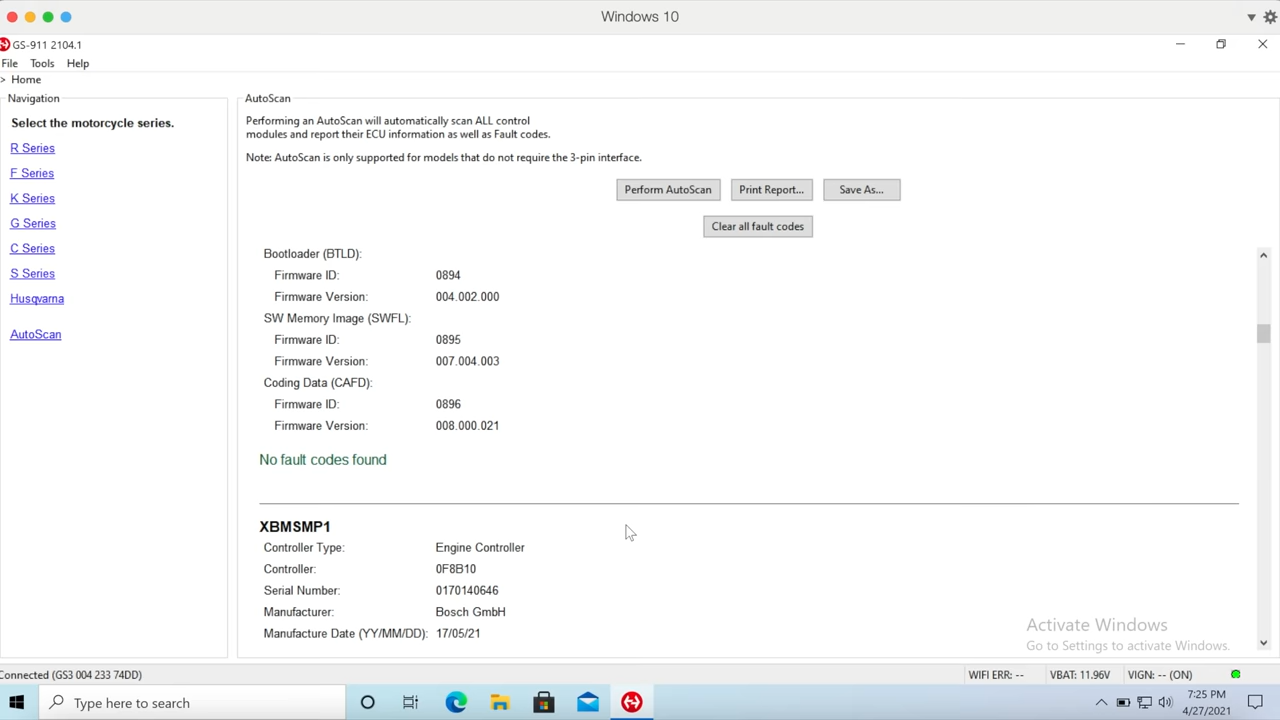 Windows 10
GS-911 2104.1
File Tools Help
> Home
Navigation
Select the motorcycle series.
R Series
F Series
K Series
G Series
C Series
S Series
Husqvarna
AutoScan
AutoScan
Performing an AutoScan will automatically scan ALL control
modules and report their ECU information as well as Fault codes.
Note: AutoScan is only supported for models that do not require the 3-pin interface.
Perform AutoScan Print Report... Save As...
Clear all fault codes
Bootloader (BTLD):
Firmware ID: 0894
Firmware Version: 004.002.000
SW Memory Image (SWFL):
Firmware ID: 0895
Firmware Version: 007.004.003
Coding Data (CAFD):
Firmware ID: 0896
Firmware Version: 008.000.021
No fault codes found
XBMSMP1
Controller Type: Engine Controller
Controller: 0F8B10
Serial Number: 0170140646
Manufacturer: Bosch GmbH
Manufacture Date (YY/MM/DD): 17/05/21
Activate Windows
Go to Settings to activate Windows.
Connected (GS3 004 233 74DD) WIFI ERR: -- VBAT: 11.96V VIGN: -- (ON)
Type here to search
7:25 PM
4/27/2021